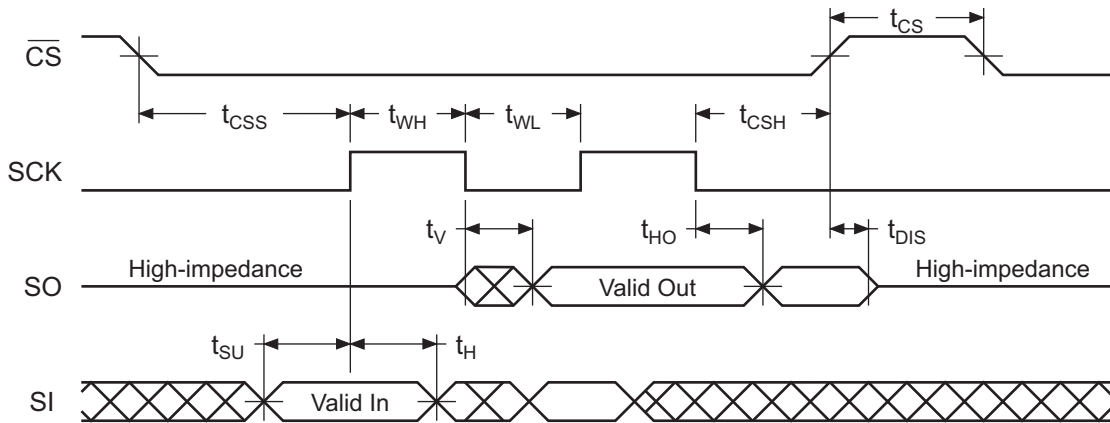 t_CS
C̅S̅
t_CSS t_WH t_WL t_CSH
SCK
t_V t_HO t_DIS
High-impedance High-impedance
SO Valid Out
t_SU t_H
SI Valid In